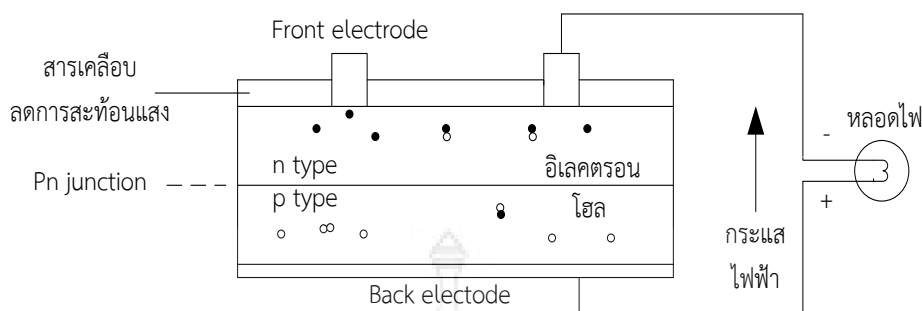 Front electrode
สารเคลือบ
ลดการสะท้อนแสง
n type
อิเลคตรอน
Pn junction
p type
โฮล
Back electode
-
หลอดไฟ
+
กระแส
ไฟฟ้า